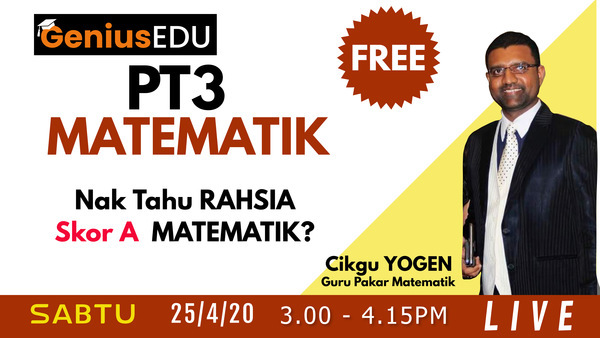 GeniusEDU
PT3
MATEMATIK
FREE
Nak Tahu RAHSIA
Skor A MATEMATIK?
Cikgu YOGEN
Guru Pakar Matematik
SABTU 25/4/20 3.00 - 4.15PM LIVE